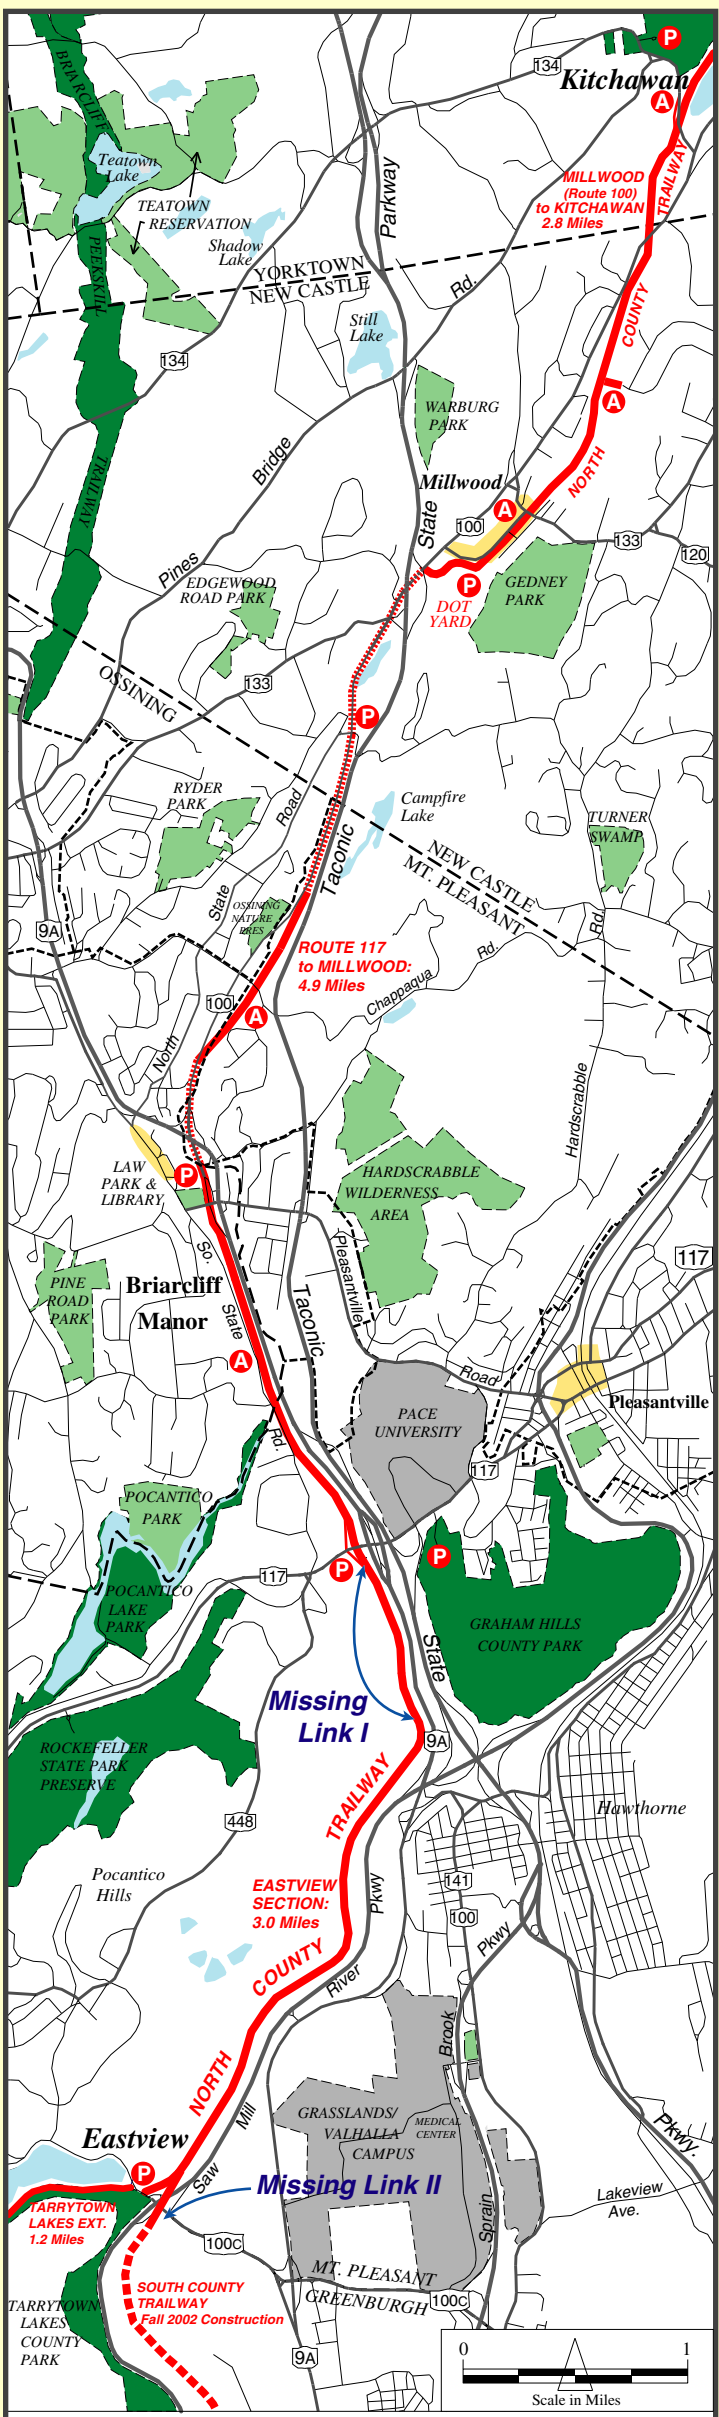 P
134
Kitchawan
A
BRIARCLIFF
Teatown
Lake
TEATOWN
RESERVATION
Parkway
MILLWOOD
(Route 100)
to KITCHAWAN
2.8 Miles
TRAILWAY
Shadow
Lake
PEEKSKILL
YORKTOWN
NEW CASTLE
Rd.
Still
Lake
COUNTY
134
WARBURG
PARK
A
Bridge
TRAILWAY
NORTH
Millwood
State
100
A
133
120
Pines
EDGEWOOD
ROAD PARK
P
DOT
YARD
GEDNEY
PARK
OSSINING
133
P
RYDER
PARK
Road
Campfire
Lake
TURNER
SWAMP
Taconic
NEW CASTLE
MT. PLEASANT
State
OSSINING
NATURE
PRES
9A
ROUTE 117
to MILLWOOD:
4.9 Miles
Rd.
Rd.
Chappaqua
100
A
North
Hardscrabble
LAW
PARK &
LIBRARY
P
HARDSCRABBLE
WILDERNESS
AREA
So.
Pleasantville
117
PINE
ROAD
PARK
Briarcliff
Manor
State
Taconic
A
Road
Pleasantville
PACE
UNIVERSITY
Rd.
117
POCANTICO
PARK
P
P
117
POCANTICO
LAKE
PARK
GRAHAM HILLS
COUNTY PARK
State
Missing
Link I
9A
ROCKEFELLER
STATE PARK
PRESERVE
TRAILWAY
448
Hawthorne
Pocantico
Hills
EASTVIEW
SECTION:
3.0 Miles
Pkwy
141
100
Pkwy
COUNTY
River
Brook
NORTH
Mill
GRASSLANDS/
VALHALLA
CAMPUS
MEDICAL
CENTER
Pkwy.
Eastview
P
Saw
Missing Link II
Lakeview
Ave.
Sprain
TARRYTOWN
LAKES EXT.
1.2 Miles
100C
MT. PLEASANT
GREENBURGH
100C
SOUTH COUNTY
TRAILWAY
Fall 2002 Construction
TARRYTOWN
LAKES
COUNTY
PARK
9A
0 1
Scale in Miles